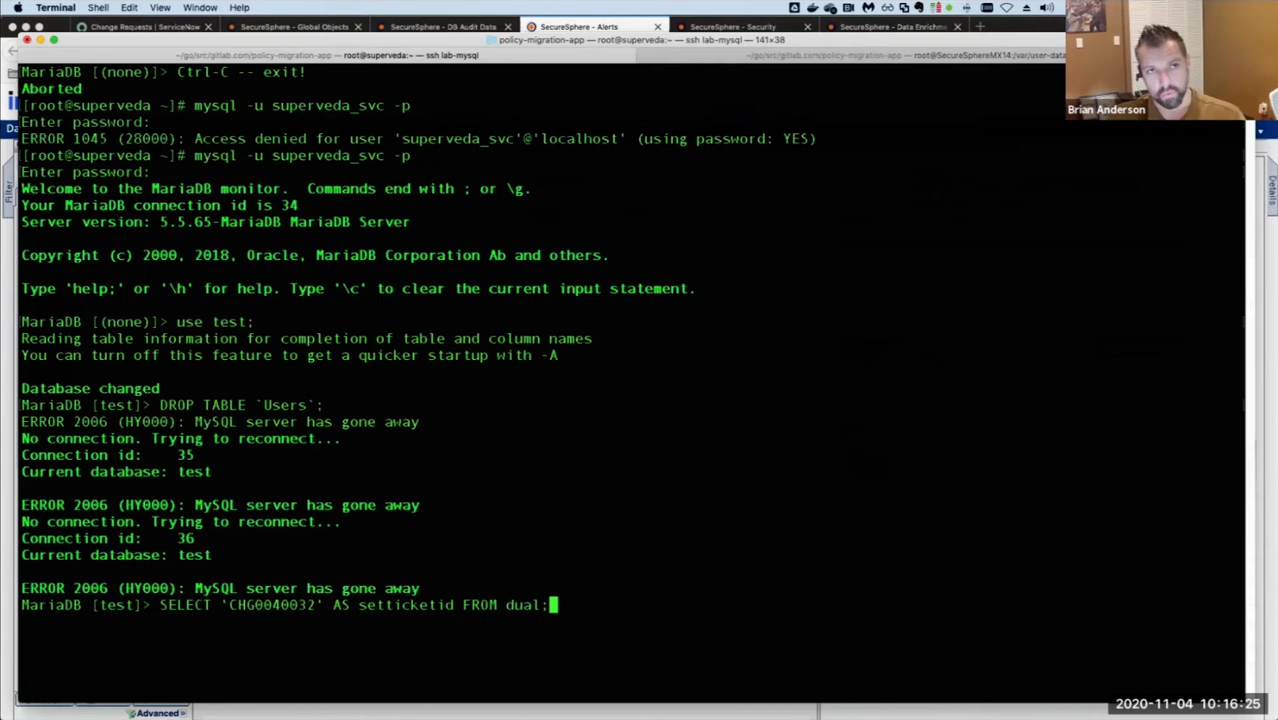 Terminal Shell Edit View Window Help
Change Requests | ServiceNow
SecureSphere - Global Objects
SecureSphere - DB Audit Data
SecureSphere - Alerts
SecureSphere - Security
SecureSphere - Data Enrichme
policy-migration-app — root@superveda:~ — ssh lab-mysql — 141×38
~/go/src/gitlab.com/policy-migration-app — root@superveda:~ — ssh lab-mysql
~/go/src/gitlab.com/policy-migration-app — root@SecureSphereMX14:/var/user-data
MariaDB [(none)]> Ctrl-C -- exit!
Aborted
[root@superveda ~]# mysql -u superveda_svc -p
Enter password:
ERROR 1045 (28000): Access denied for user 'superveda_svc'@'localhost' (using password: YES)
[root@superveda ~]# mysql -u superveda_svc -p
Enter password:
Welcome to the MariaDB monitor.  Commands end with ; or \g.
Your MariaDB connection id is 34
Server version: 5.5.65-MariaDB MariaDB Server
Copyright (c) 2000, 2018, Oracle, MariaDB Corporation Ab and others.
Type 'help;' or '\h' for help. Type '\c' to clear the current input statement.
MariaDB [(none)]> use test;
Reading table information for completion of table and column names
You can turn off this feature to get a quicker startup with -A
Database changed
MariaDB [test]> DROP TABLE `Users`;
ERROR 2006 (HY000): MySQL server has gone away
No connection. Trying to reconnect...
Connection id:    35
Current database: test
ERROR 2006 (HY000): MySQL server has gone away
No connection. Trying to reconnect...
Connection id:    36
Current database: test
ERROR 2006 (HY000): MySQL server has gone away
MariaDB [test]> SELECT 'CHG0040032' AS setticketid FROM dual;
Brian Anderson
Filter
Details
Advanced
2020-11-04 10:16:25